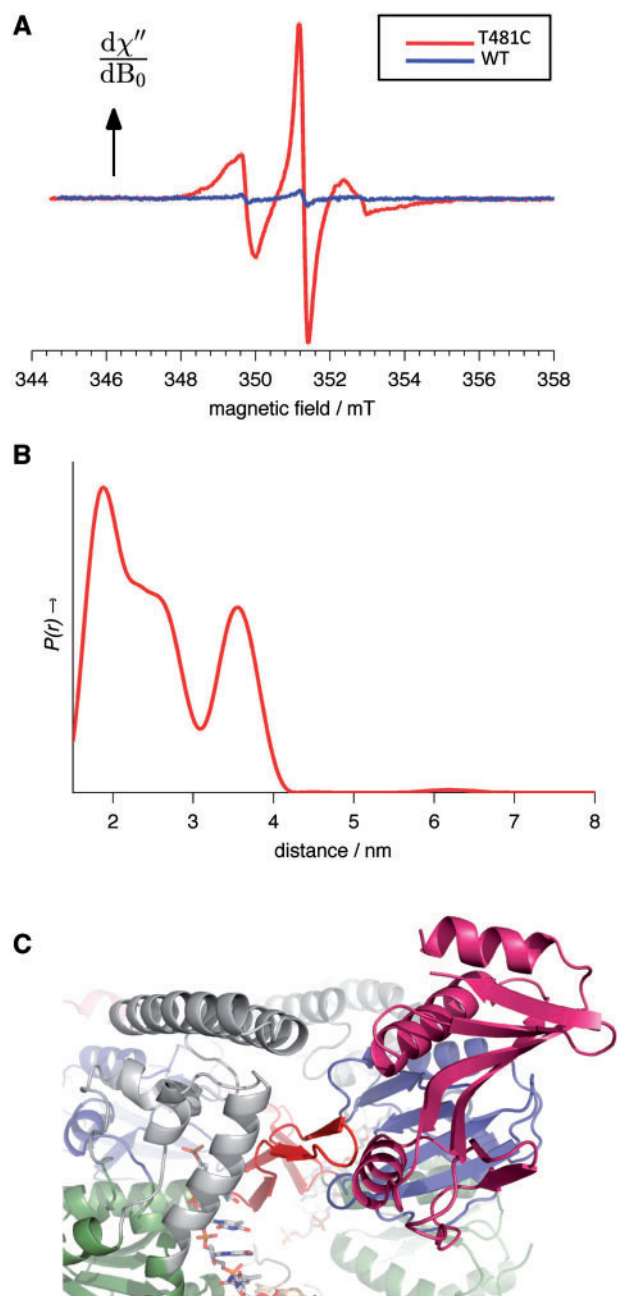 A
dχ″
dB₀
T481C
WT
344 346 348 350 352 354 356 358
magnetic field / mT
B
P(r) →
2 3 4 5 6 7 8
distance / nm
C